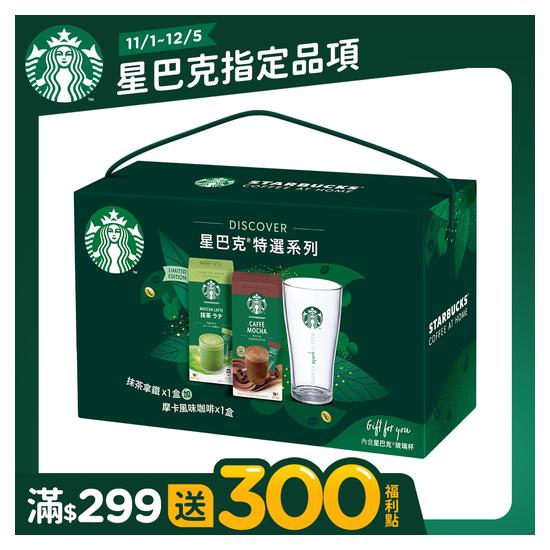 11/1~12/5
星巴克指定品項
STARBUCKS®
COFFEE AT HOME
DISCOVER
星巴克®特選系列
LIMITED
EDITION
STARBUCKS
MATCHA LATTE
抹茶 ラテ
STARBUCKS
CAFFÈ
MOCHA
抹茶拿鐵 x1盒
加
摩卡風味咖啡x1盒
STARBUCKS®
COFFEE AT HOME
Gift for you
內含星巴克®玻璃杯
滿$299送300福利點